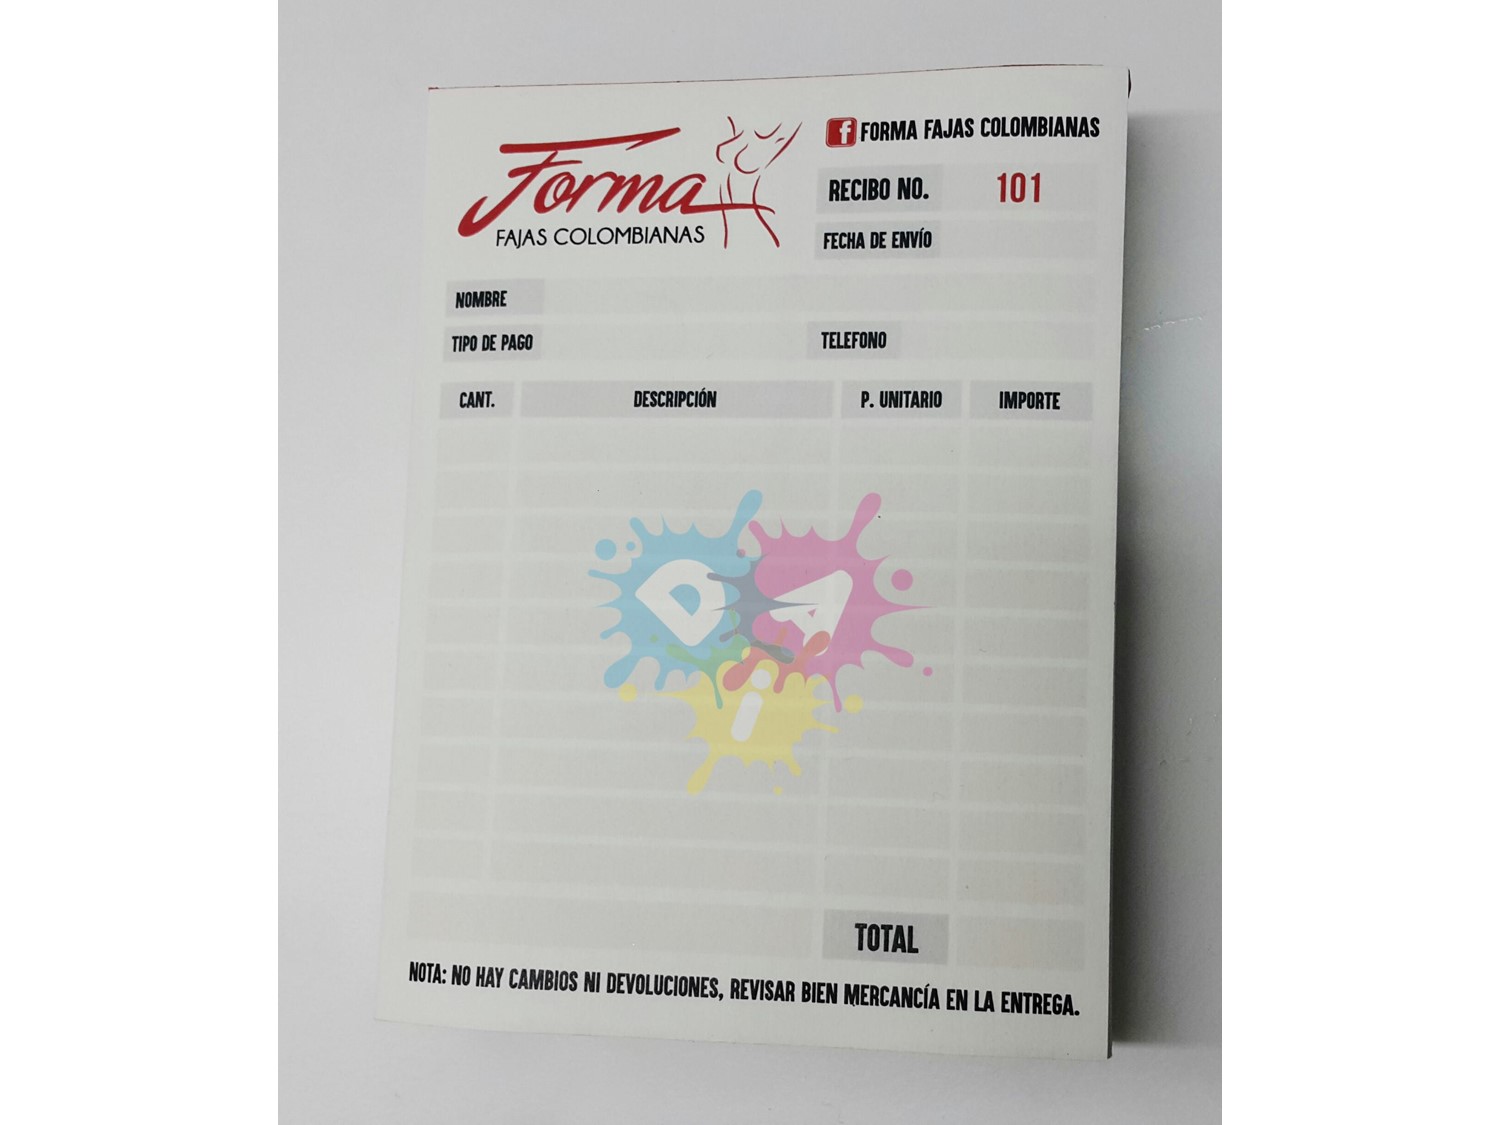 Forma
FAJAS COLOMBIANAS
f FORMA FAJAS COLOMBIANAS
RECIBO NO. 101
FECHA DE ENVÍO
NOMBRE
TIPO DE PAGO TELEFONO
CANT. DESCRIPCIÓN P. UNITARIO IMPORTE
D A
i
TOTAL
NOTA: NO HAY CAMBIOS NI DEVOLUCIONES, REVISAR BIEN MERCANCÍA EN LA ENTREGA.